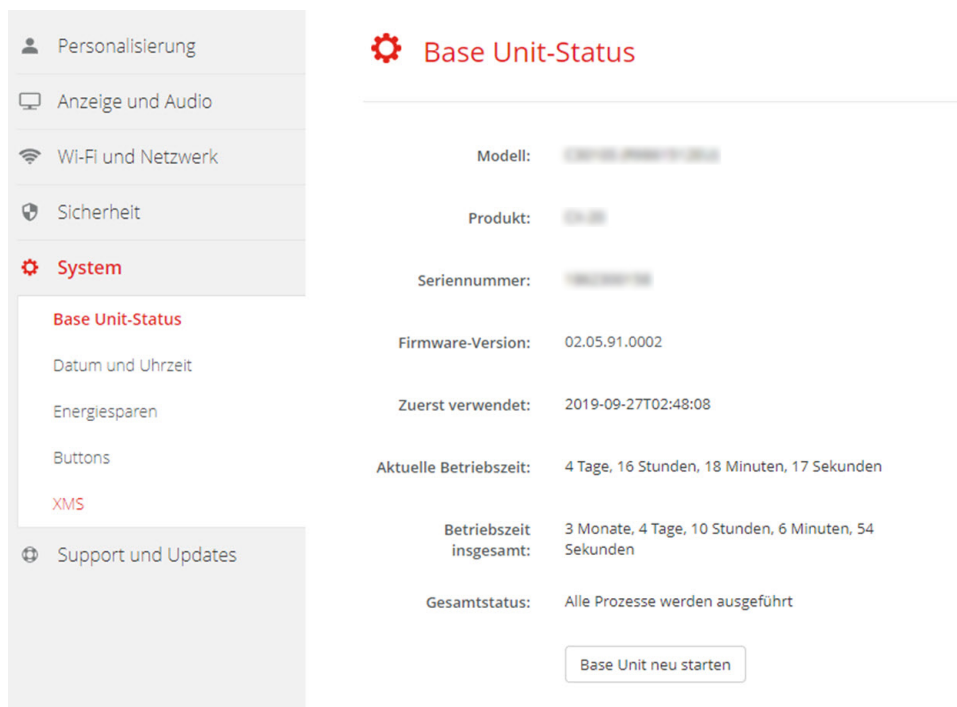 Personalisierung
Anzeige und Audio
Wi-Fi und Netzwerk
Sicherheit
System
Base Unit-Status
Datum und Uhrzeit
Energiesparen
Buttons
XMS
Support und Updates
Base Unit-Status
Modell:
Produkt:
Seriennummer:
Firmware-Version: 02.05.91.0002
Zuerst verwendet: 2019-09-27T02:48:08
Aktuelle Betriebszeit: 4 Tage, 16 Stunden, 18 Minuten, 17 Sekunden
Betriebszeit insgesamt: 3 Monate, 4 Tage, 10 Stunden, 6 Minuten, 54
Sekunden
Gesamtstatus: Alle Prozesse werden ausgeführt
Base Unit neu starten